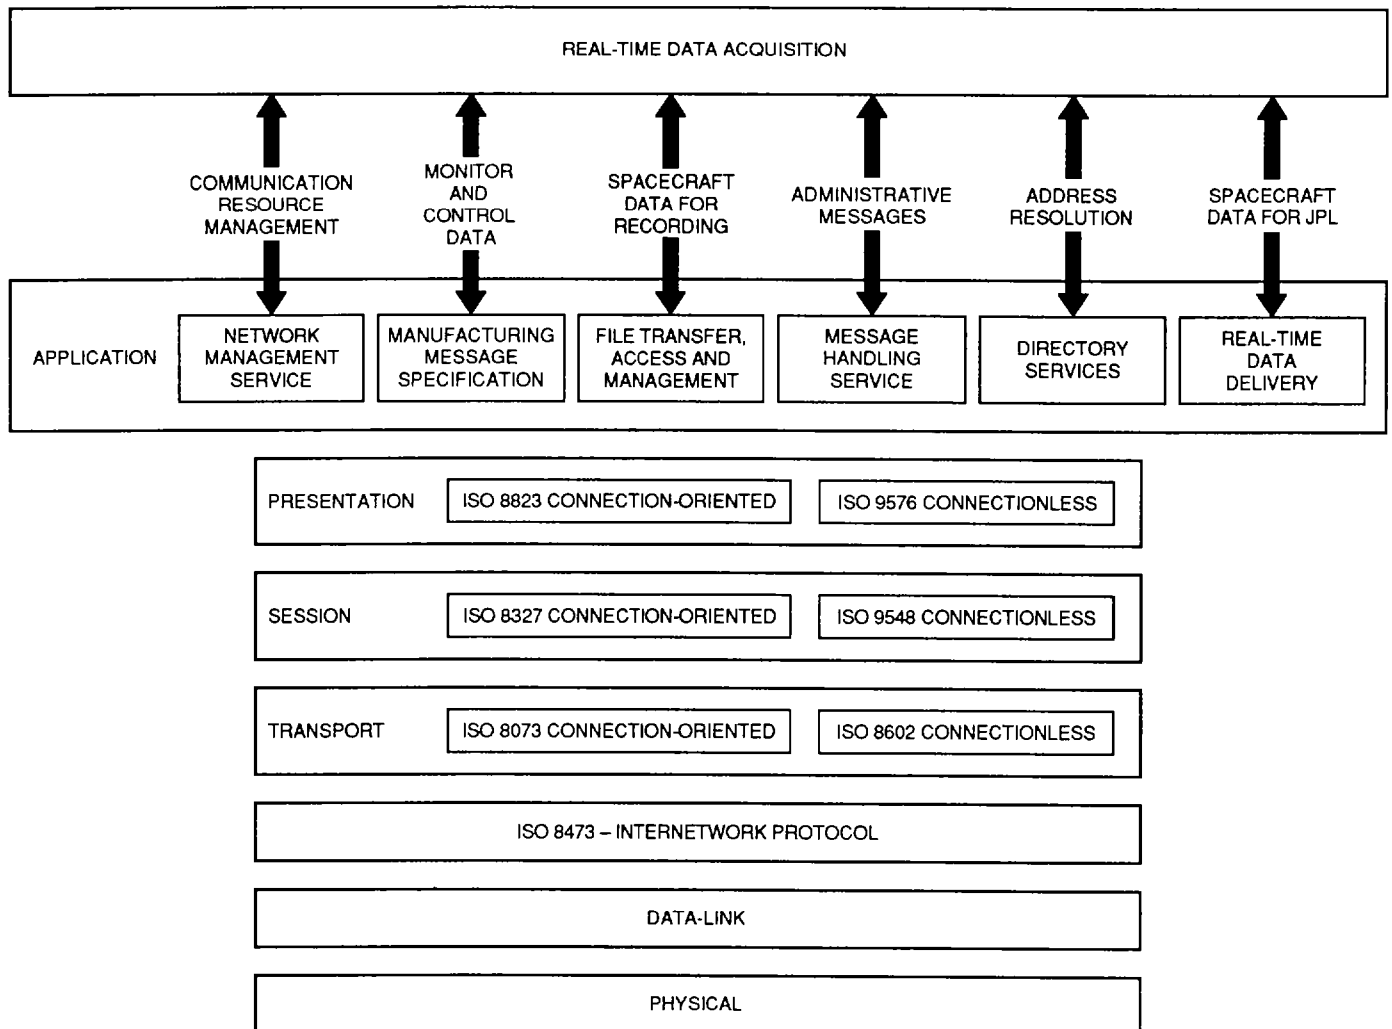 REAL-TIME DATA ACQUISITION
COMMUNICATION
RESOURCE
MANAGEMENT
MONITOR
AND
CONTROL
DATA
SPACECRAFT
DATA FOR
RECORDING
ADMINISTRATIVE
MESSAGES
ADDRESS
RESOLUTION
SPACECRAFT
DATA FOR JPL
APPLICATION
NETWORK
MANAGEMENT
SERVICE
MANUFACTURING
MESSAGE
SPECIFICATION
FILE TRANSFER,
ACCESS AND
MANAGEMENT
MESSAGE
HANDLING
SERVICE
DIRECTORY
SERVICES
REAL-TIME
DATA
DELIVERY
PRESENTATION
ISO 8823 CONNECTION-ORIENTED
ISO 9576 CONNECTIONLESS
SESSION
ISO 8327 CONNECTION-ORIENTED
ISO 9548 CONNECTIONLESS
TRANSPORT
ISO 8073 CONNECTION-ORIENTED
ISO 8602 CONNECTIONLESS
ISO 8473 – INTERNETWORK PROTOCOL
DATA-LINK
PHYSICAL